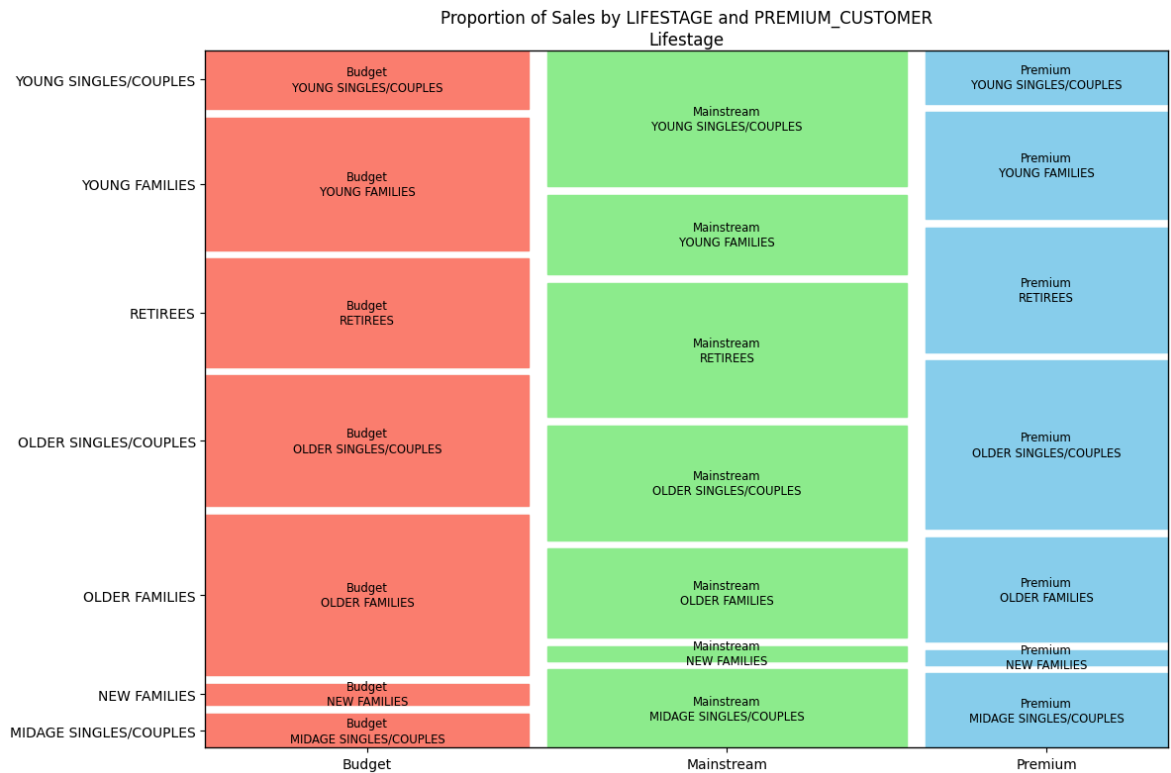 Proportion of Sales by LIFESTAGE and PREMIUM_CUSTOMER
Lifestage
YOUNG SINGLES/COUPLES
YOUNG FAMILIES
RETIREES
OLDER SINGLES/COUPLES
OLDER FAMILIES
NEW FAMILIES
MIDAGE SINGLES/COUPLES
Budget
YOUNG SINGLES/COUPLES
Budget
YOUNG FAMILIES
Budget
RETIREES
Budget
OLDER SINGLES/COUPLES
Budget
OLDER FAMILIES
Budget
NEW FAMILIES
Budget
MIDAGE SINGLES/COUPLES
Mainstream
YOUNG SINGLES/COUPLES
Mainstream
YOUNG FAMILIES
Mainstream
RETIREES
Mainstream
OLDER SINGLES/COUPLES
Mainstream
OLDER FAMILIES
Mainstream
NEW FAMILIES
Mainstream
MIDAGE SINGLES/COUPLES
Premium
YOUNG SINGLES/COUPLES
Premium
YOUNG FAMILIES
Premium
RETIREES
Premium
OLDER SINGLES/COUPLES
Premium
OLDER FAMILIES
Premium
NEW FAMILIES
Premium
MIDAGE SINGLES/COUPLES
Budget
Mainstream
Premium